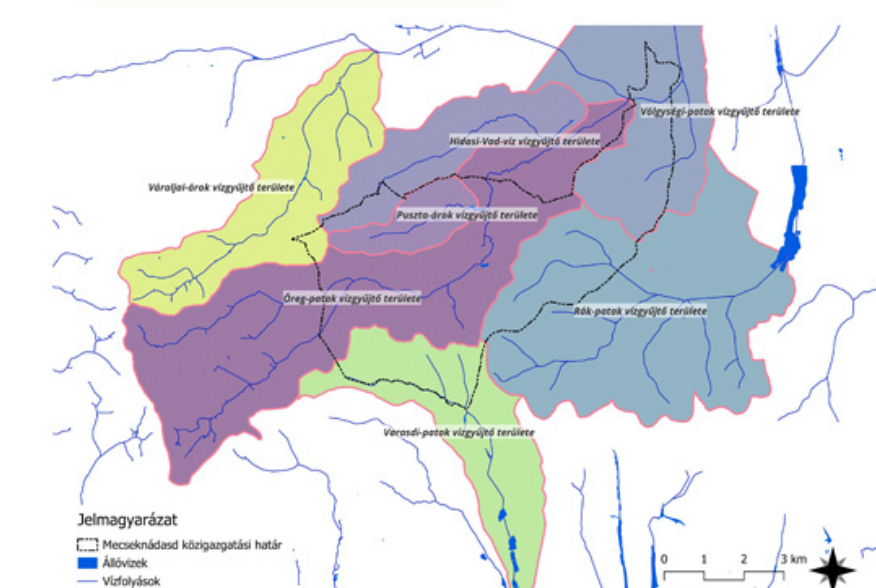 Völgységi-patak vízgyűjtő területe
Hidasi-Vad-víz vízgyűjtő területe
Váraljai-árok vízgyűjtő területe
Puszta-árok vízgyűjtő területe
Öreg-patak vízgyűjtő területe
Rák-patak vízgyűjtő területe
Varasdi-patak vízgyűjtő területe
Jelmagyarázat
Mecseknádasd közigazgatási határ
Állóvizek
Vízfolyások
0 1 2 3 km